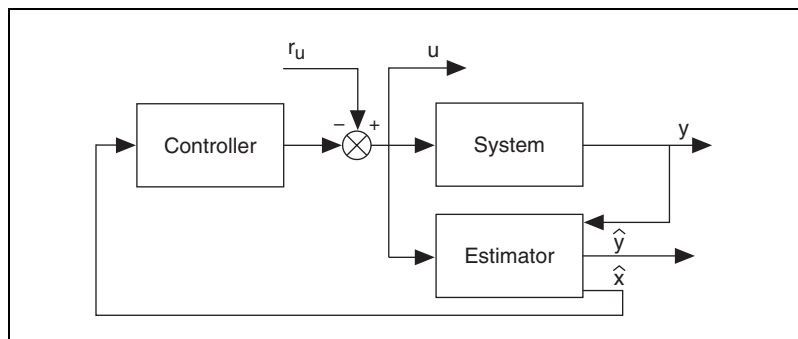 r_u
u
− +
Controller
System
y
Estimator
ŷ
x̂